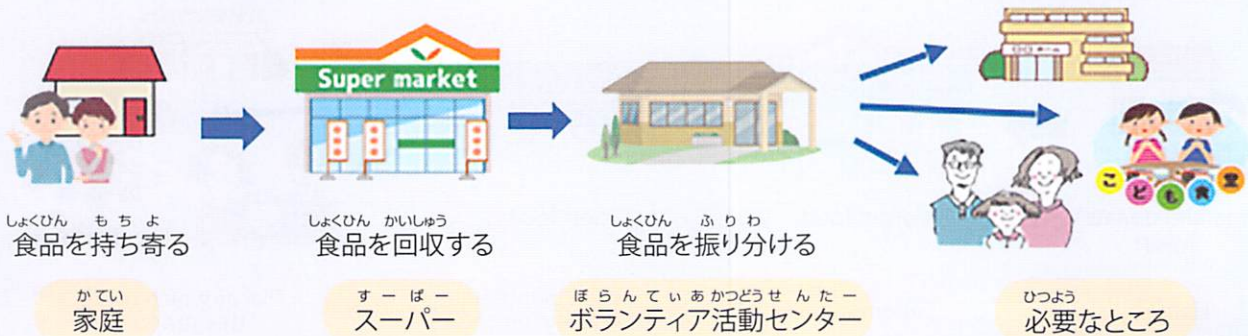 Super market
○○ホーム
こども食堂
しょくひん もちよ
食品を持ち寄る
しょくひん かいしゅう
食品を回収する
しょくひん ふりわ
食品を振り分ける
かてい
家庭
すーぱー
スーパー
ぼらんてぃあかつどうせんたー
ボランティア活動センター
ひつよう
必要なところ